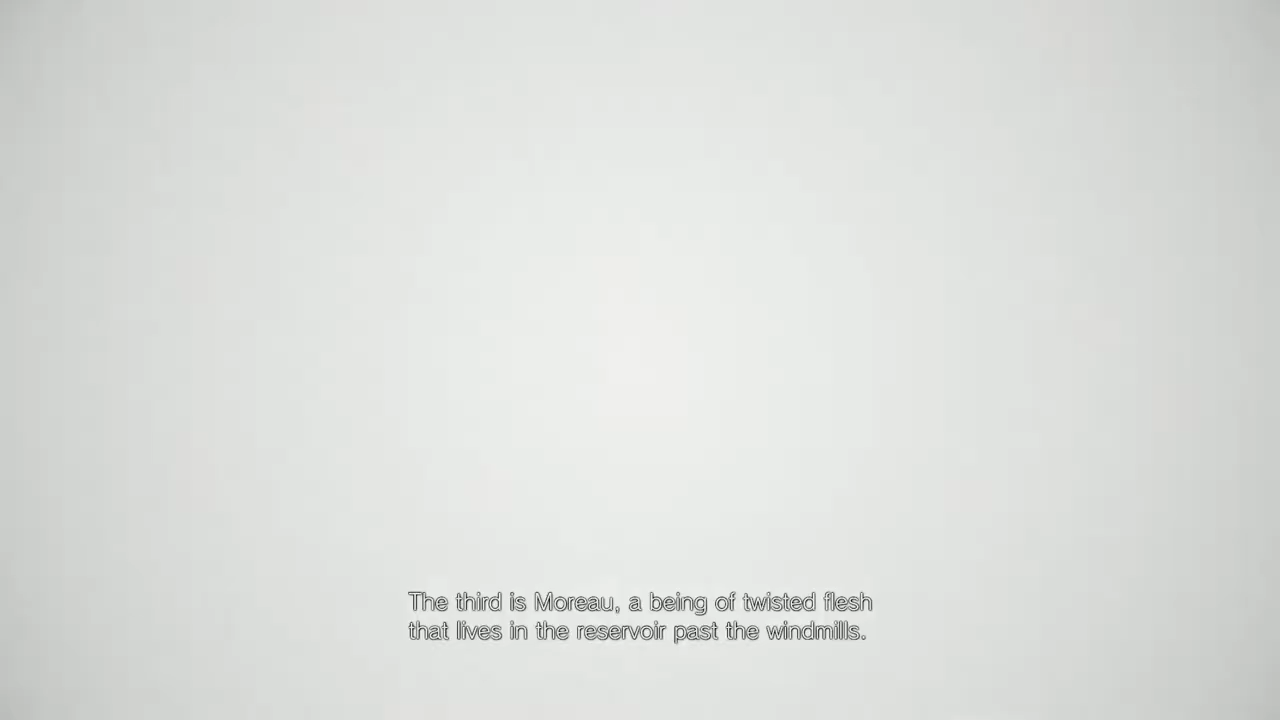 The third is Moreau, a being of twisted flesh
that lives in the reservoir past the windmills.